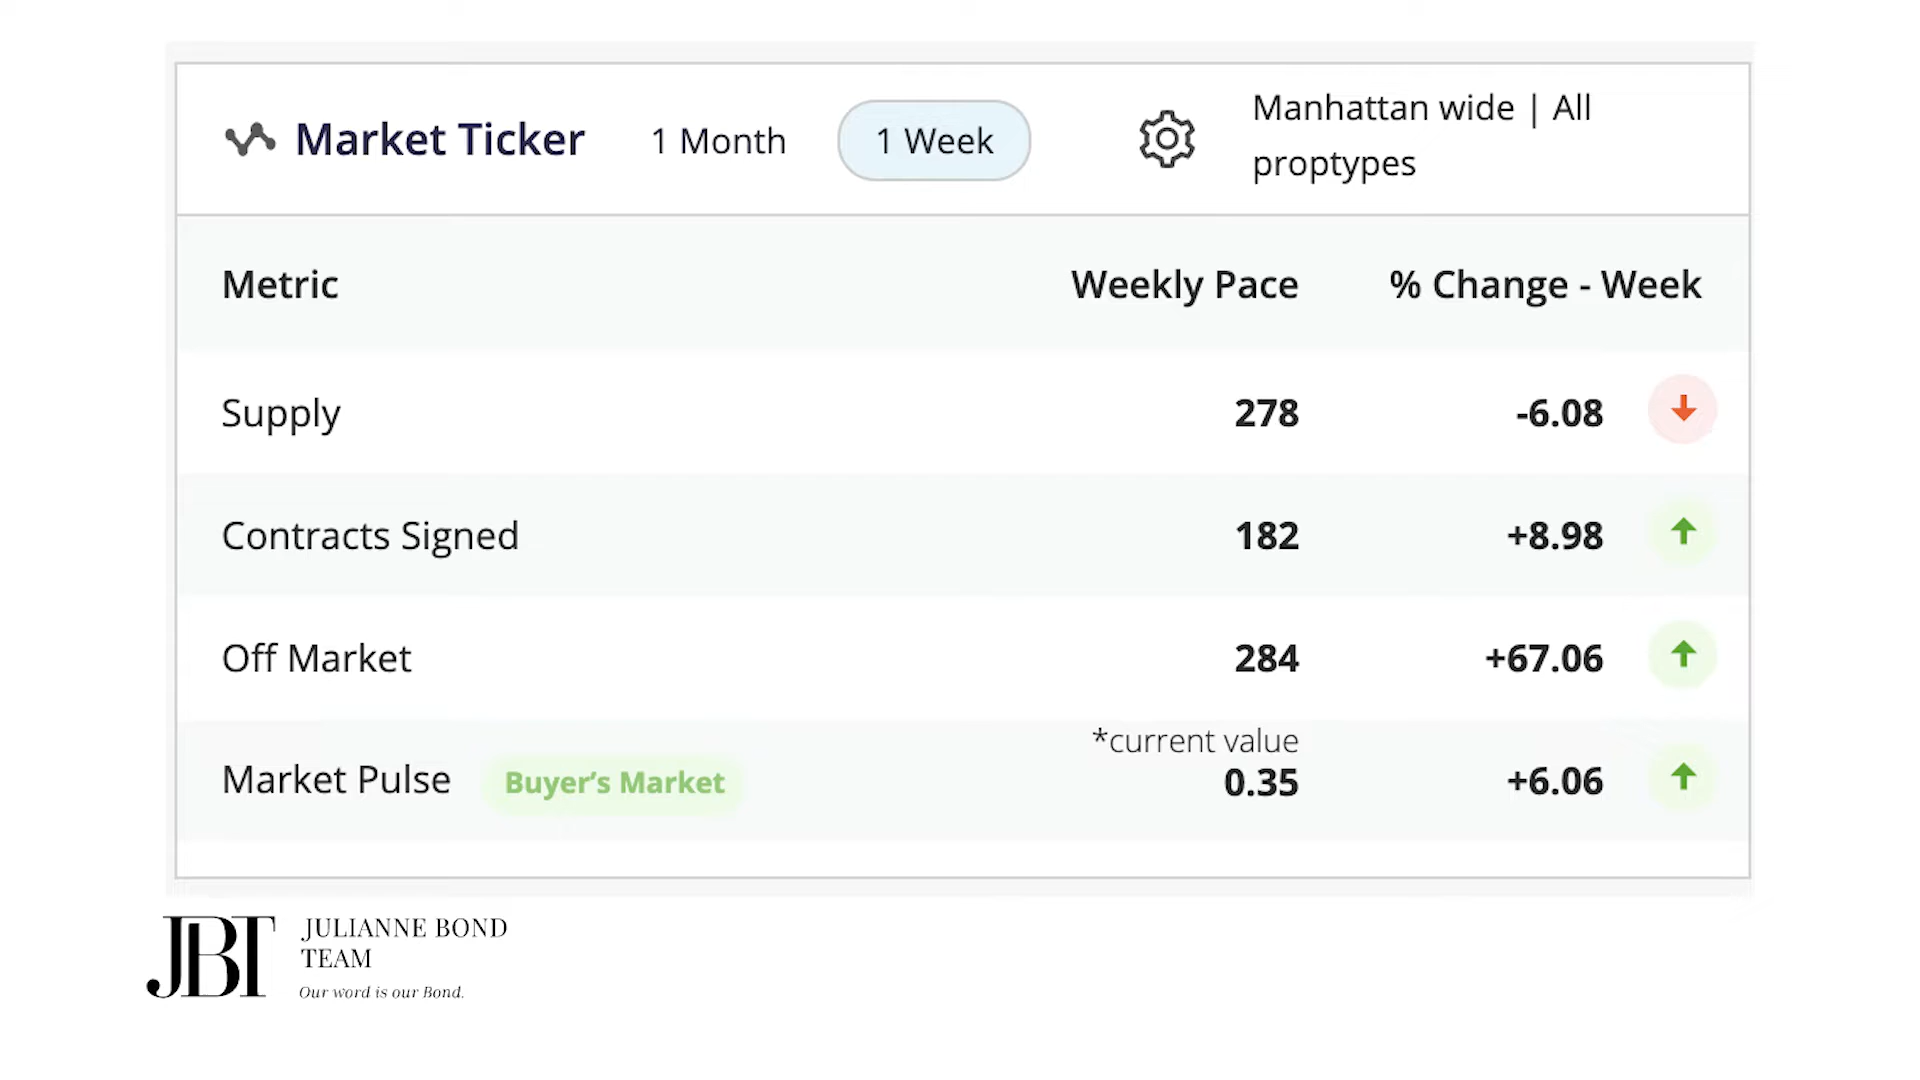 Market Ticker 1 Month 1 Week Manhattan wide | All
proptypes
Metric Weekly Pace % Change - Week
Supply 278 -6.08
Contracts Signed 182 +8.98
Off Market 284 +67.06
*current value
Market Pulse Buyer’s Market 0.35 +6.06
JBT
JULIANNE BOND
TEAM
Our word is our Bond.